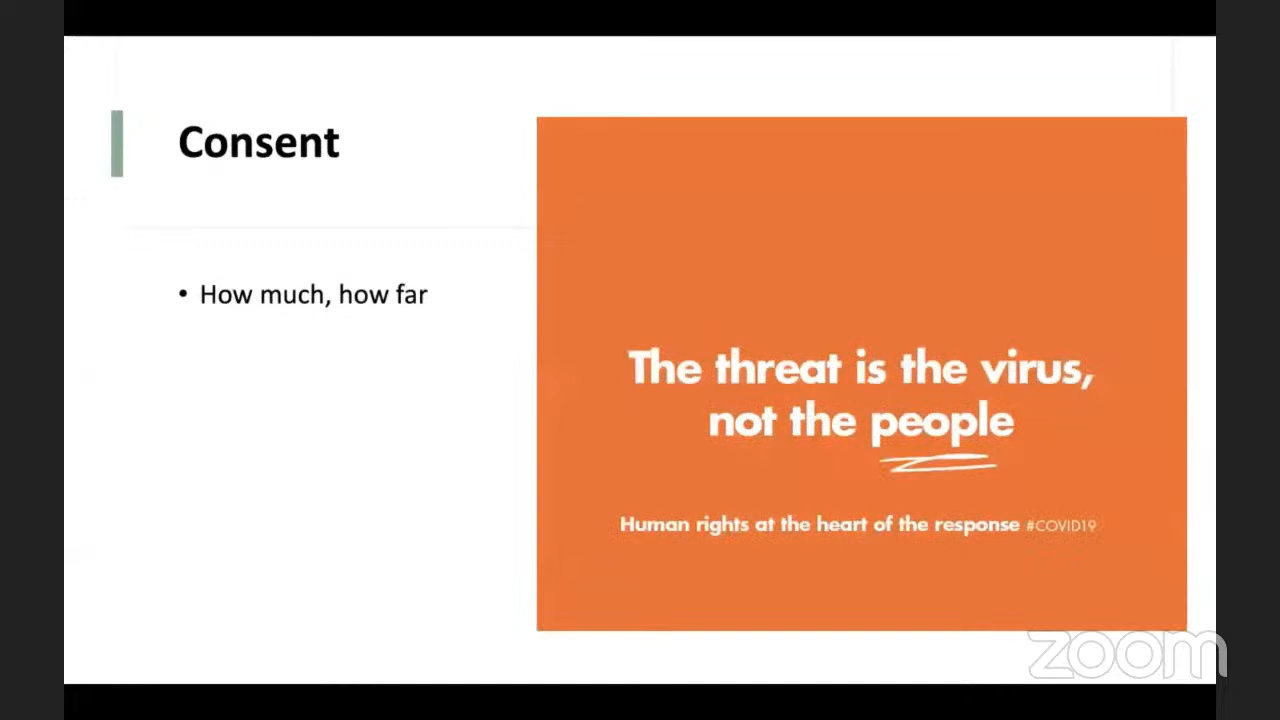 Consent
• How much, how far
The threat is the virus,
not the people
Human rights at the heart of the response #COVID19
zoom